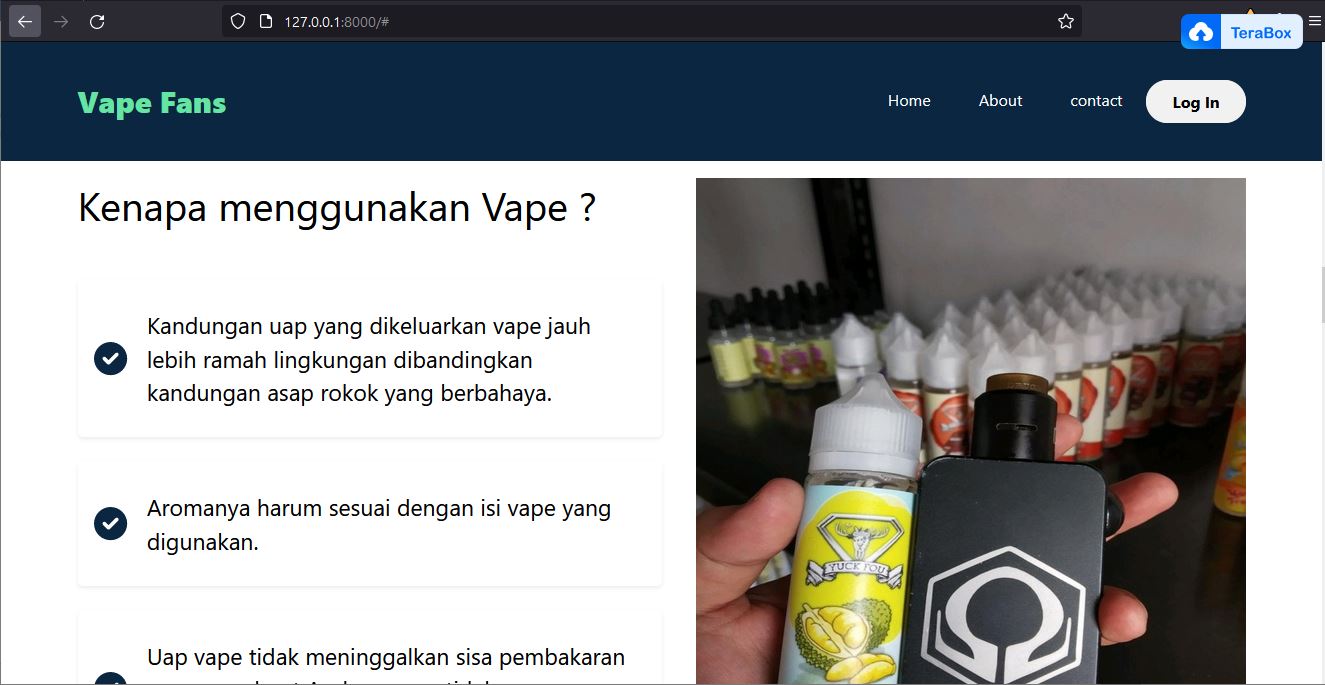 127.0.0.1:8000/#
TeraBox
Vape Fans
Home
About
contact
Log In
Kenapa menggunakan Vape ?
Kandungan uap yang dikeluarkan vape jauh
lebih ramah lingkungan dibandingkan
kandungan asap rokok yang berbahaya.
Aromanya harum sesuai dengan isi vape yang
digunakan.
Uap vape tidak meninggalkan sisa pembakaran
YUCK FOU